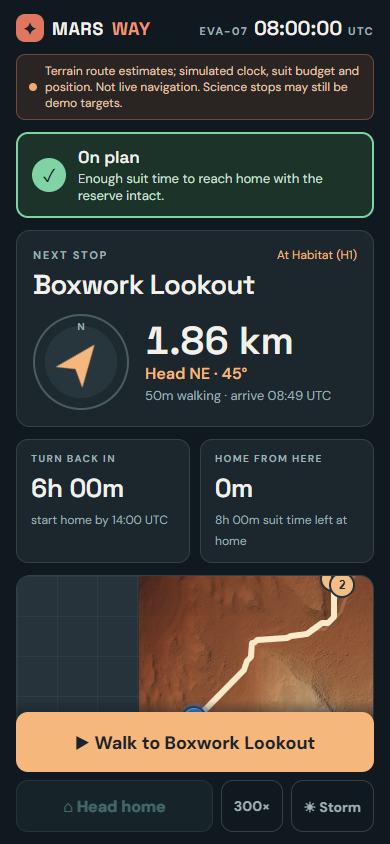 ✦ MARS WAY
EVA-07 08:00:00 UTC
Terrain route estimates; simulated clock, suit budget and
position. Not live navigation. Science stops may still be
demo targets.
✓ On plan
Enough suit time to reach home with the
reserve intact.
NEXT STOP
At Habitat (H1)
Boxwork Lookout
N
1.86 km
Head NE · 45°
50m walking · arrive 08:49 UTC
TURN BACK IN
6h 00m
start home by 14:00 UTC
HOME FROM HERE
0m
8h 00m suit time left at
home
2
▶ Walk to Boxwork Lookout
⌂ Head home
300×
☀ Storm